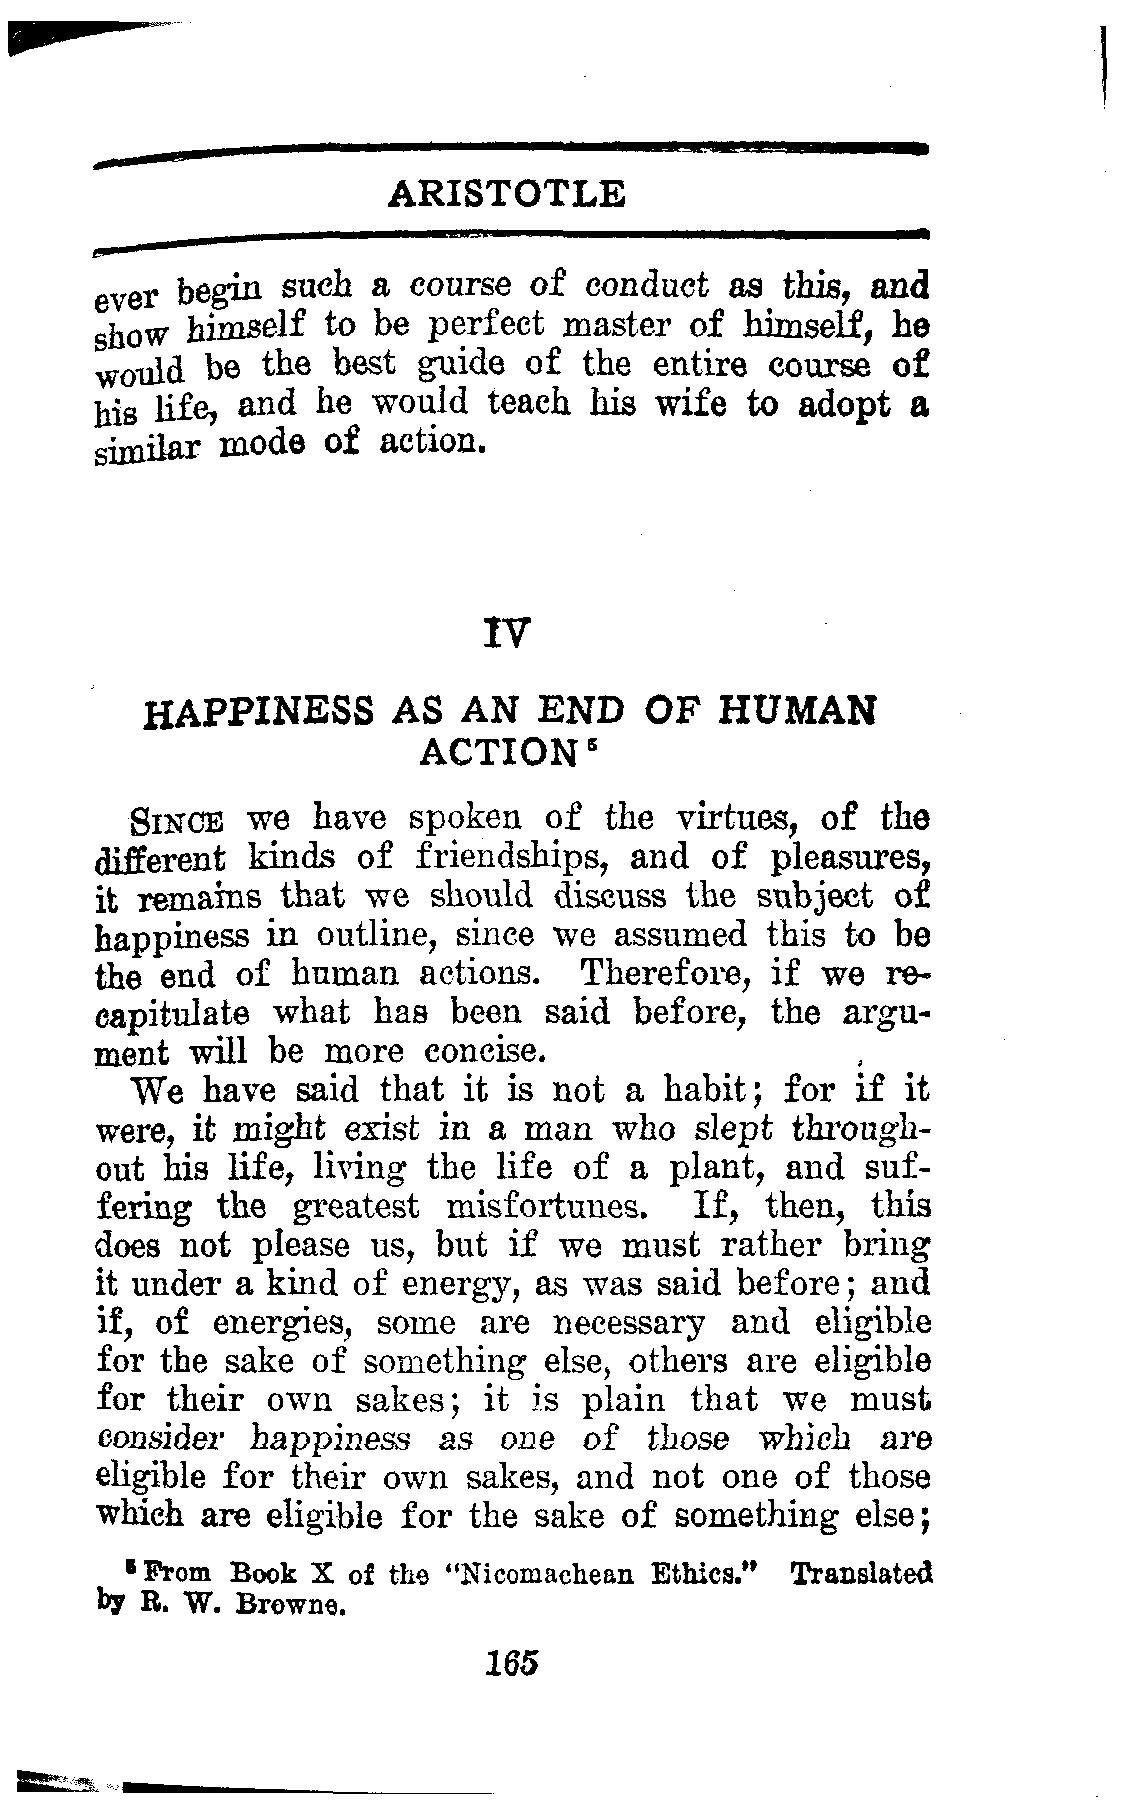 ARISTOTLE
ever begin such a course of conduct as this, and
show himself to be perfect master of himself, he
would be the best guide of the entire course of
his life, and he would teach his wife to adopt a
similar mode of action.
IV
HAPPINESS AS AN END OF HUMAN
ACTION⁵
SINCE we have spoken of the virtues, of the
different kinds of friendships, and of pleasures,
it remains that we should discuss the subject of
happiness in outline, since we assumed this to be
the end of human actions. Therefore, if we re-
capitulate what has been said before, the argu-
ment will be more concise.
We have said that it is not a habit; for if it
were, it might exist in a man who slept through-
out his life, living the life of a plant, and suf-
fering the greatest misfortunes. If, then, this
does not please us, but if we must rather bring
it under a kind of energy, as was said before; and
if, of energies, some are necessary and eligible
for the sake of something else, others are eligible
for their own sakes; it is plain that we must
consider happiness as one of those which are
eligible for their own sakes, and not one of those
which are eligible for the sake of something else;
⁵ From Book X of the "Nicomachean Ethics." Translated
by R. W. Browne.
165